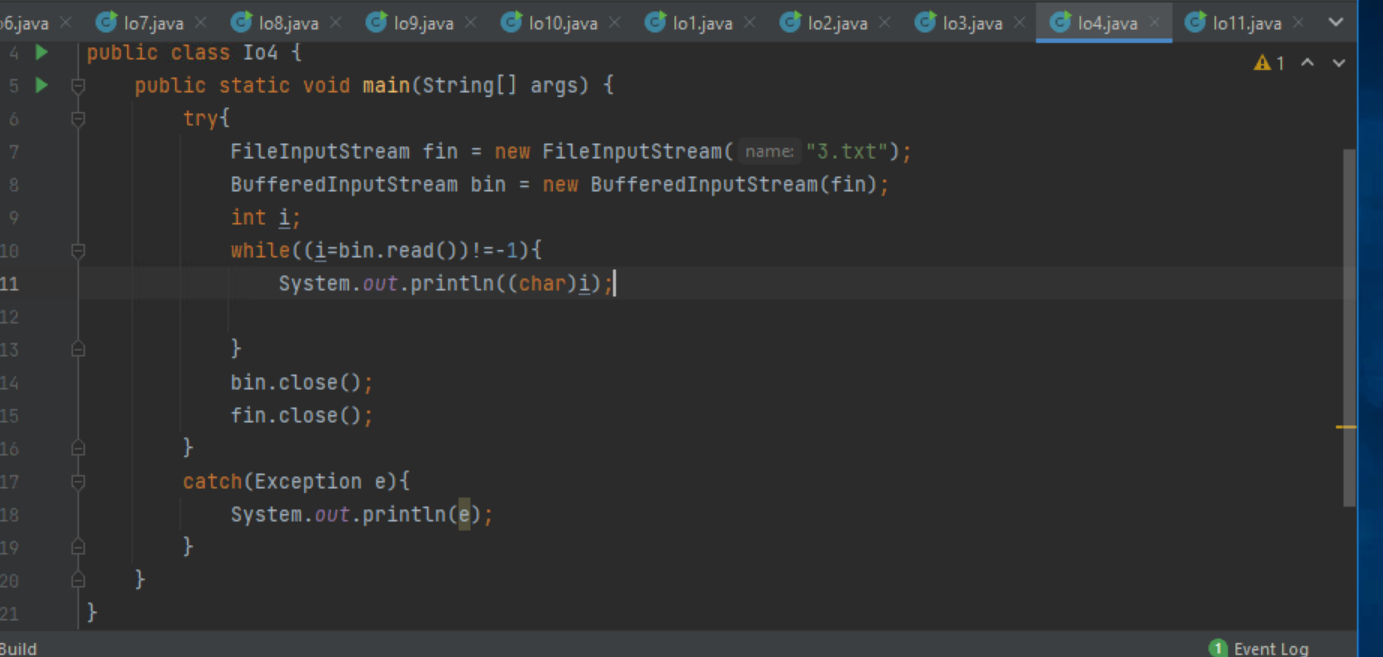 o6.java Io7.java Io8.java Io9.java Io10.java Io1.java Io2.java Io3.java Io4.java Io11.java
4 public class Io4 {
1
5 public static void main(String[] args) {
6 try{
7 FileInputStream fin = new FileInputStream( name: "3.txt");
8 BufferedInputStream bin = new BufferedInputStream(fin);
9 int i;
10 while((i=bin.read())!=-1){
11 System.out.println((char)i);
12
13 }
14 bin.close();
15 fin.close();
16 }
17 catch(Exception e){
18 System.out.println(e);
19 }
20 }
21 }
Build 1 Event Log